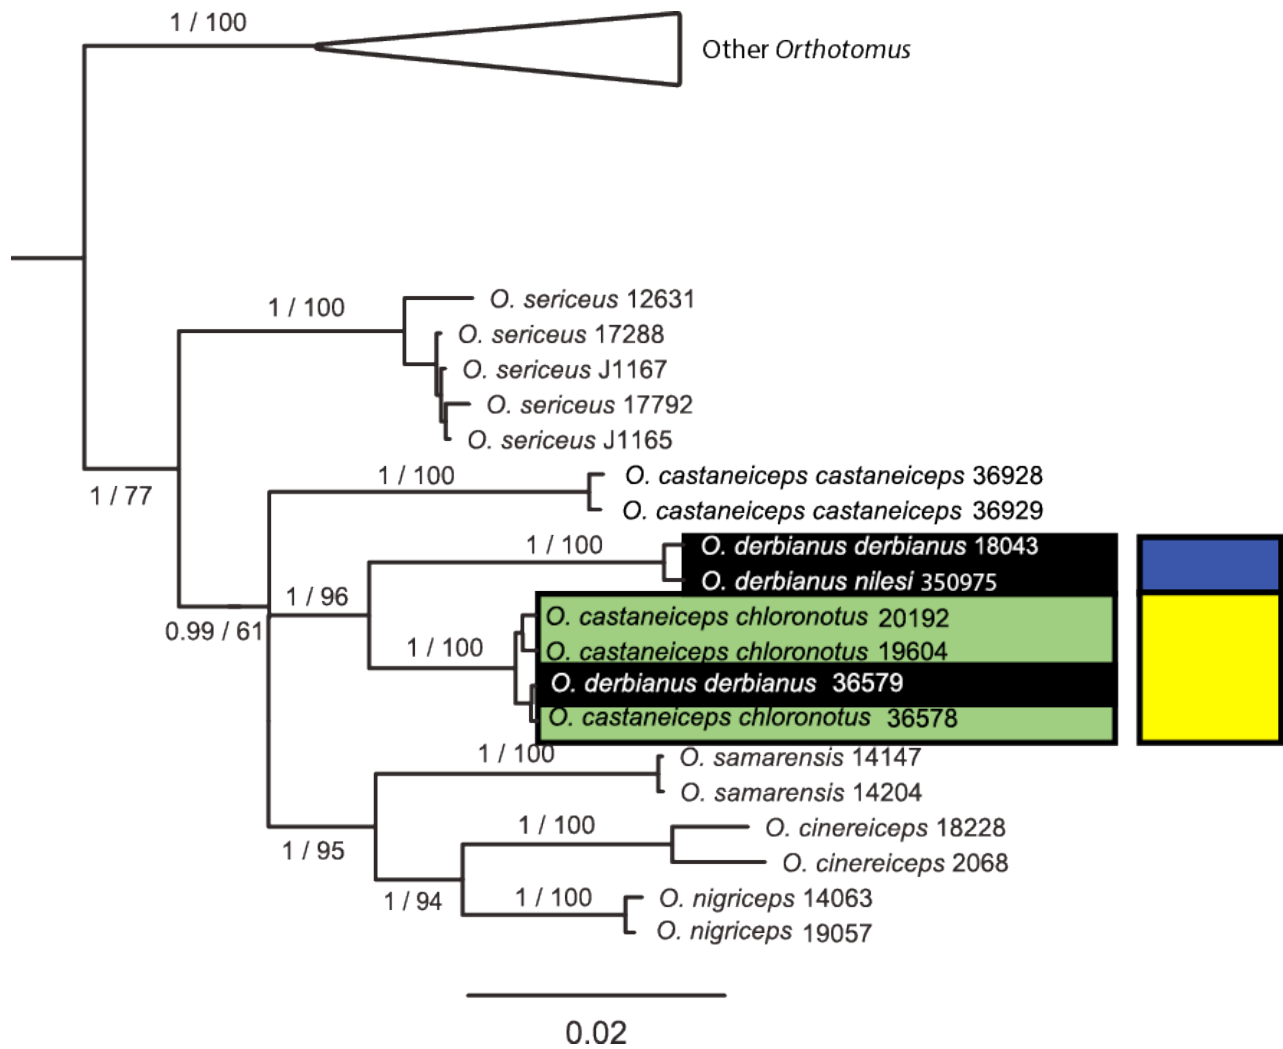 1 / 100
Other Orthotomus
1 / 100
O. sericeus 12631
O. sericeus 17288
O. sericeus J1167
O. sericeus 17792
O. sericeus J1165
1 / 77
1 / 100
O. castaneiceps castaneiceps 36928
O. castaneiceps castaneiceps 36929
1 / 100
O. derbianus derbianus 18043
O. derbianus nilesi 350975
1 / 96
O. castaneiceps chloronotus 20192
0.99 / 61
1 / 100
O. castaneiceps chloronotus 19604
O. derbianus derbianus 36579
O. castaneiceps chloronotus 36578
1 / 100
O. samarensis 14147
O. samarensis 14204
1 / 100
O. cinereiceps 18228
1 / 95
O. cinereiceps 2068
1 / 94
1 / 100
O. nigriceps 14063
O. nigriceps 19057
0.02